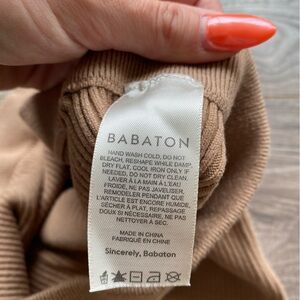 BABATON
HAND WASH COLD, DO NOT
BLEACH, RESHAPE WHILE DAMP,
DRY FLAT, COOL IRON ONLY IF
NEEDED, DO NOT DRY CLEAN.
LAVER À LA MAIN À L'EAU
FROIDE, NE PAS JAVELISER,
REMODELER PENDANT QUE
L'ARTICLE EST ENCORE HUMIDE,
SÉCHER À PLAT, REPASSAGE
DOUX SI NÉCESSAIRE, NE PAS
NETTOYER À SEC.
MADE IN CHINA
FABRIQUÉ EN CHINE
Sincerely, Babaton